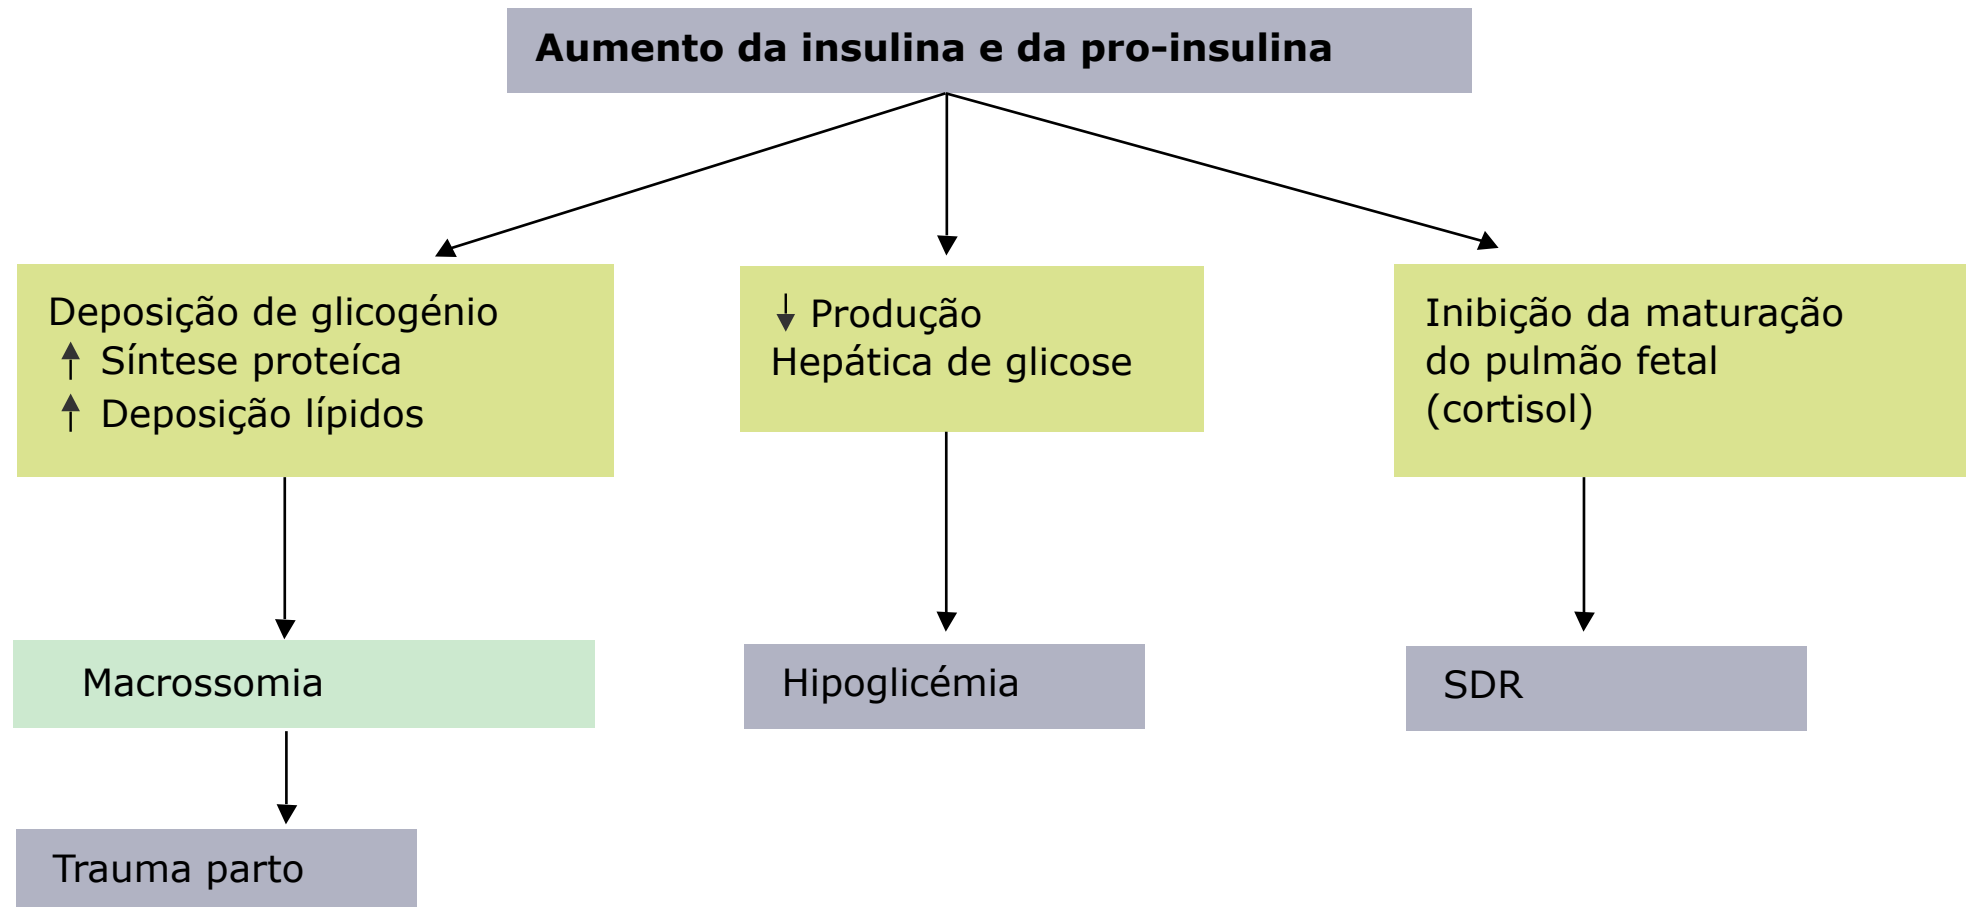 Aumento da insulina e da pro-insulina
Deposição de glicogénio
↑ Síntese proteíca
↑ Deposição lípidos
↓ Produção
Hepática de glicose
Inibição da maturação
do pulmão fetal
(cortisol)
Macrossomia
Hipoglicémia
SDR
Trauma parto